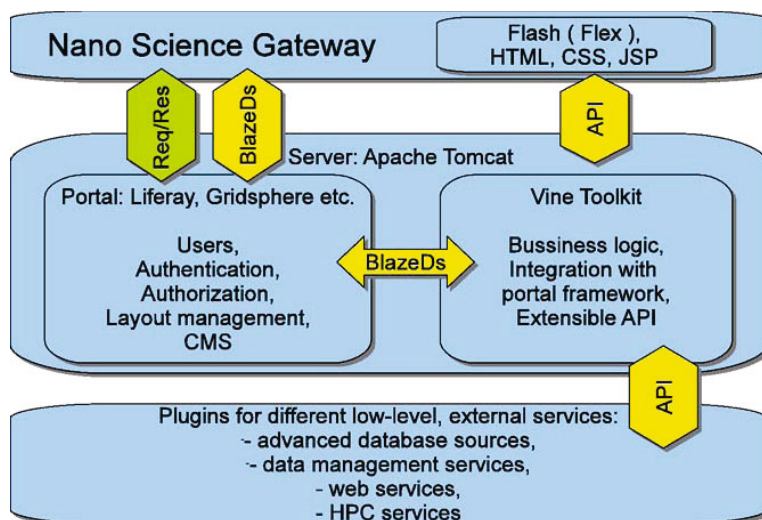 Nano Science Gateway
Flash ( Flex ),
HTML, CSS, JSP
Req/Res
BlazeDs
API
Server: Apache Tomcat
Portal: Liferay, Gridsphere etc.
Users,
Authentication,
Authorization,
Layout management,
CMS
BlazeDs
Vine Toolkit
Bussiness logic,
Integration with
portal framework,
Extensible API
API
Plugins for different low-level, external services:
- advanced database sources,
- data management services,
- web services,
- HPC services